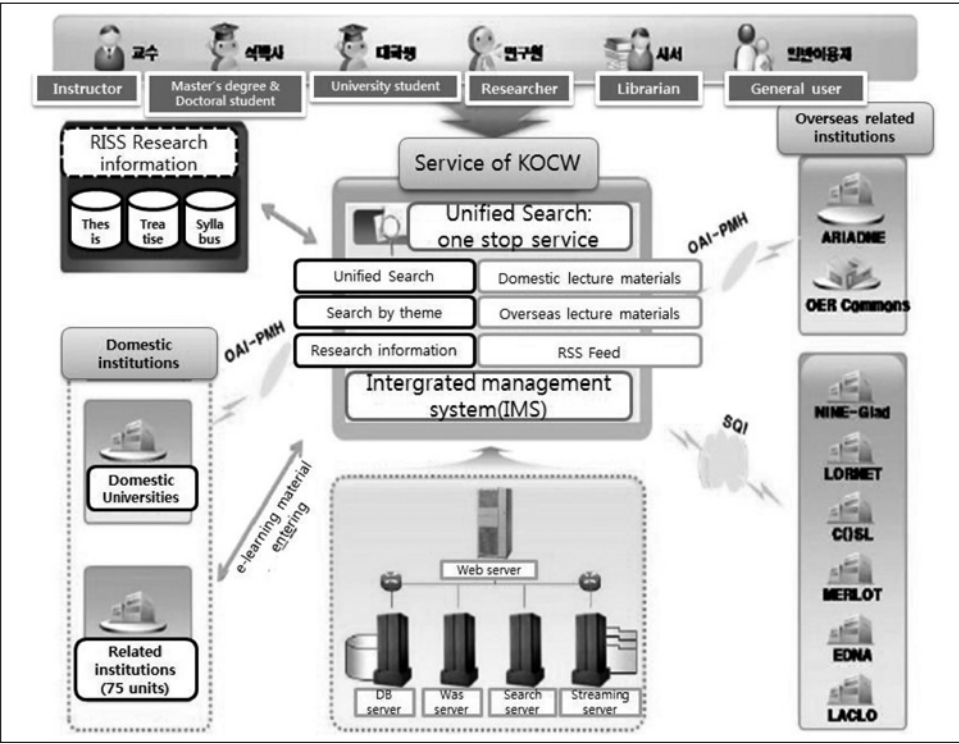 교수
석박사
대학생
연구원
사서
일반이용자
Instructor
Master's degree &
Doctoral student
University student
Researcher
Librarian
General user
RISS Research
information
Thes
is
Trea
tise
Sylla
bus
Service of KOCW
Unified Search:
one stop service
Unified Search
Domestic lecture materials
Search by theme
Overseas lecture materials
Research information
RSS Feed
Intergrated management
system(IMS)
Overseas related
institutions
OAI-PMH
ARIADNE
OER Commons
Domestic
institutions
OAI-PMH
Domestic
Universities
Related
institutions
(75 units)
e-learning material
entering
SQI
NINE-Glad
LORNET
COSL
MERLOT
EDNA
LACLO
Web server
DB
server
Was
server
Search
server
Streaming
server